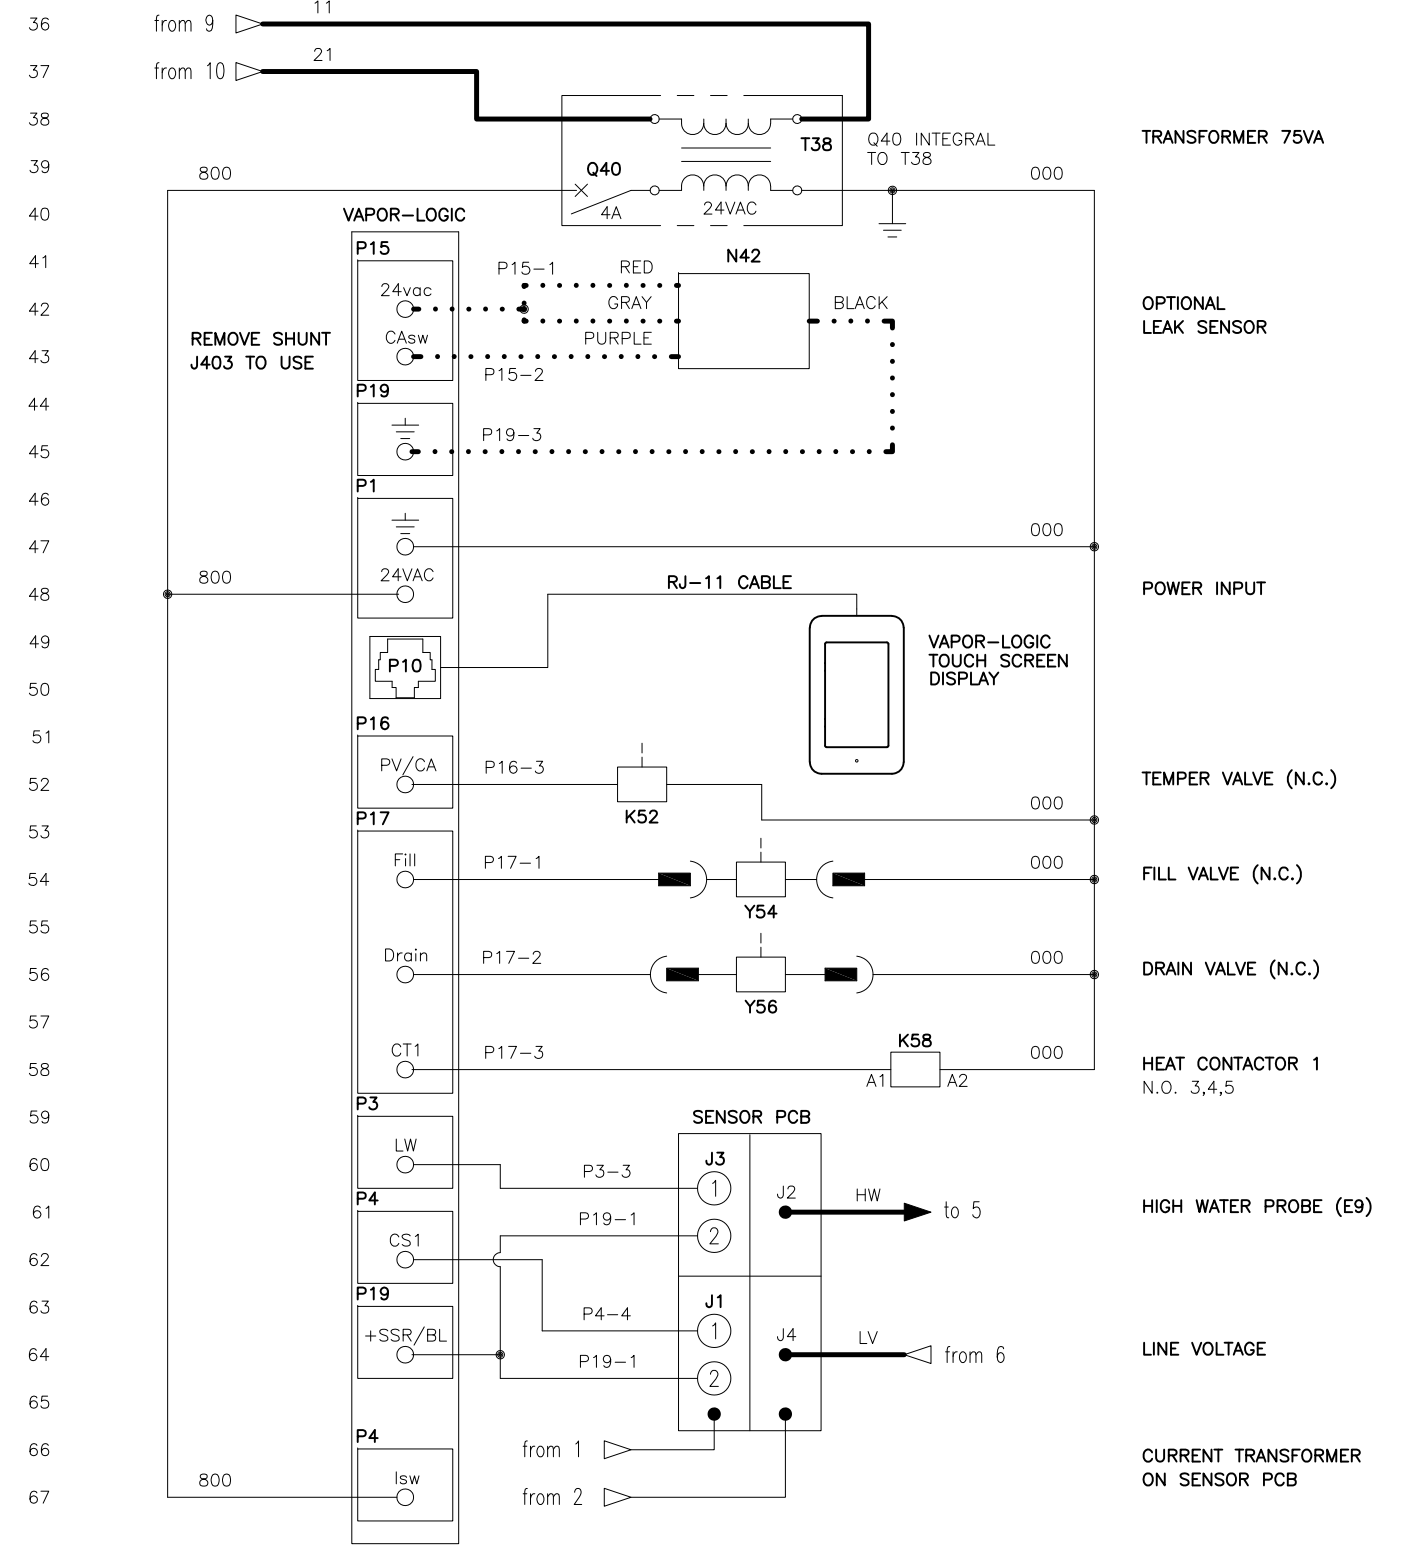 36 from 9 11
37 from 10 21
38
T38
Q40 INTEGRAL
TO T38
TRANSFORMER 75VA
39 800 Q40 000
40 VAPOR-LOGIC 4A 24VAC
P15
N42
41 P15-1 RED
24vac
42 GRAY BLACK
OPTIONAL
LEAK SENSOR
REMOVE SHUNT
J403 TO USE
CAsw
PURPLE
43 P15-2
P19
44
45 P19-3
P1
46
47 000
24VAC
800
RJ-11 CABLE
48 POWER INPUT
49
P10
VAPOR-LOGIC
TOUCH SCREEN
DISPLAY
50
P16
51
PV/CA
P16-3
52 TEMPER VALVE (N.C.)
K52
000
P17
53
Fill
P17-1
000
54 FILL VALVE (N.C.)
Y54
55
Drain
P17-2
000
56 DRAIN VALVE (N.C.)
Y56
57
K58
CT1
P17-3
000
58 A1 A2
HEAT CONTACTOR 1
N.O. 3,4,5
P3
59 SENSOR PCB
LW
J3
60 P3-3
1
P4
J2 HW
61 P19-1 to 5
HIGH WATER PROBE (E9)
CS1
2
62
P19
63 J1
P4-4
+SSR/BL
1
J4 LV
64 P19-1 from 6
LINE VOLTAGE
2
65
P4
66 from 1
CURRENT TRANSFORMER
ON SENSOR PCB
800
Isw
67 from 2